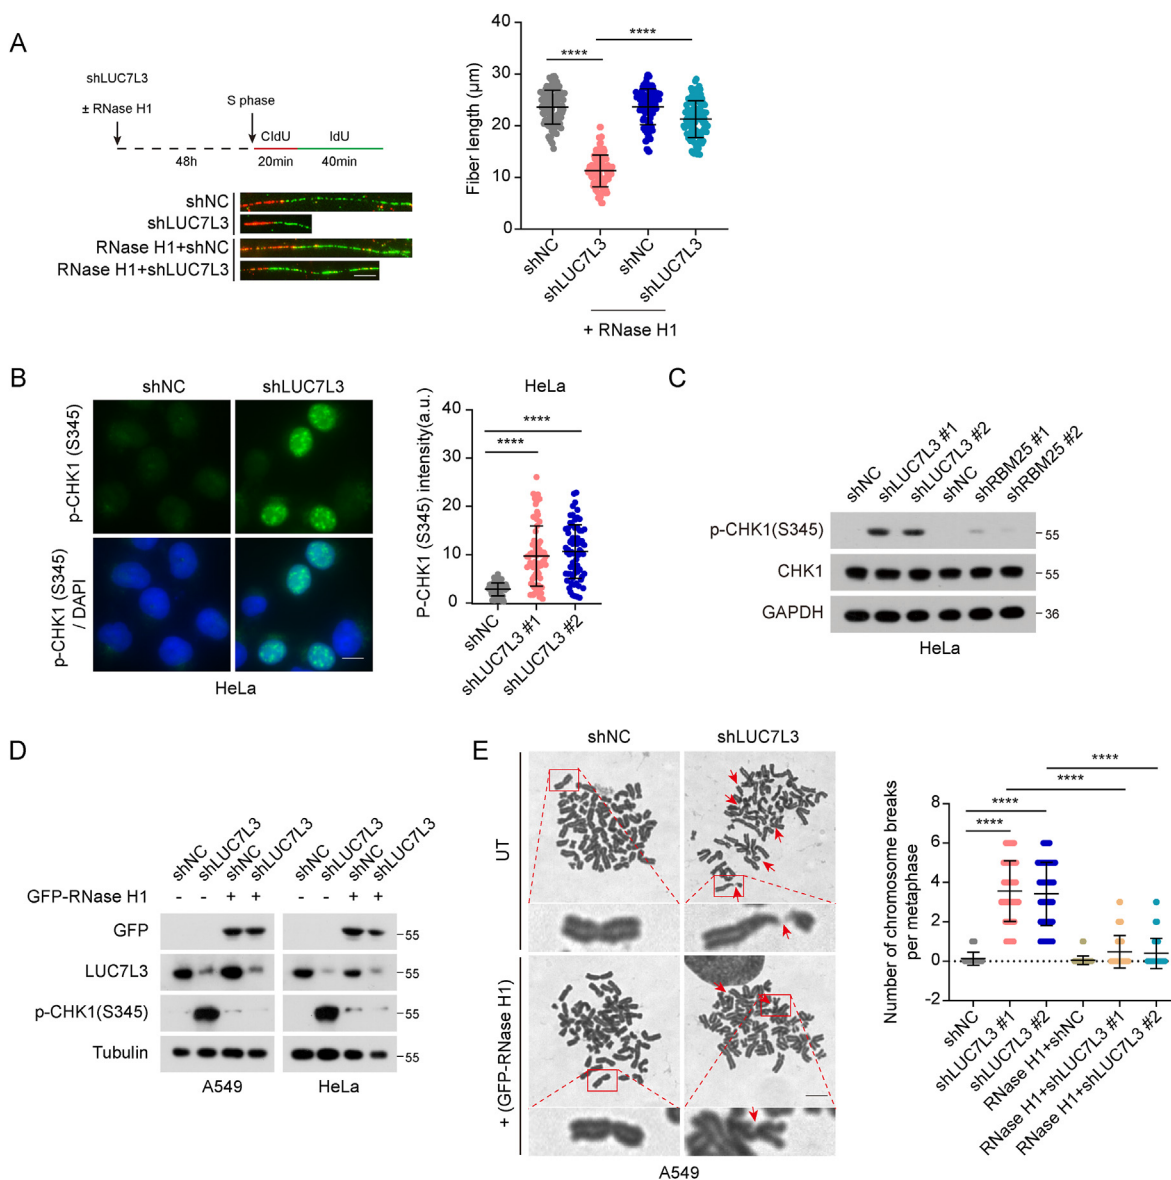 A
shLUC7L3
± RNase H1
S phase
CldU
IdU
48h
20min
40min
shNC
shLUC7L3
RNase H1+shNC
RNase H1+shLUC7L3
Fiber length (µm)
40
30
20
10
0
**** ****
shNC
shLUC7L3
shNC
shLUC7L3
+ RNase H1
B
shNC
shLUC7L3
p-CHK1 (S345)
p-CHK1 (S345)
/ DAPI
HeLa
HeLa
P-CHK1 (S345) intensity(a.u.)
40
30
20
10
0
****
****
shNC
shLUC7L3 #1
shLUC7L3 #2
C
shNC
shLUC7L3 #1
shLUC7L3 #2
shNC
shRBM25 #1
shRBM25 #2
p-CHK1(S345)
55
CHK1
55
GAPDH
36
HeLa
D
shNC
shLUC7L3
shNC
shLUC7L3
shNC
shLUC7L3
shNC
shLUC7L3
GFP-RNase H1 - - + + - - + +
GFP
55
LUC7L3
55
p-CHK1(S345)
55
Tubulin
55
A549
HeLa
E
shNC
shLUC7L3
UT
+ (GFP-RNase H1)
A549
Number of chromosome breaks
per metaphase
8
6
4
2
0
−2
****
****
****
****
shNC
shLUC7L3 #1
shLUC7L3 #2
RNase H1+shNC
RNase H1+shLUC7L3 #1
RNase H1+shLUC7L3 #2